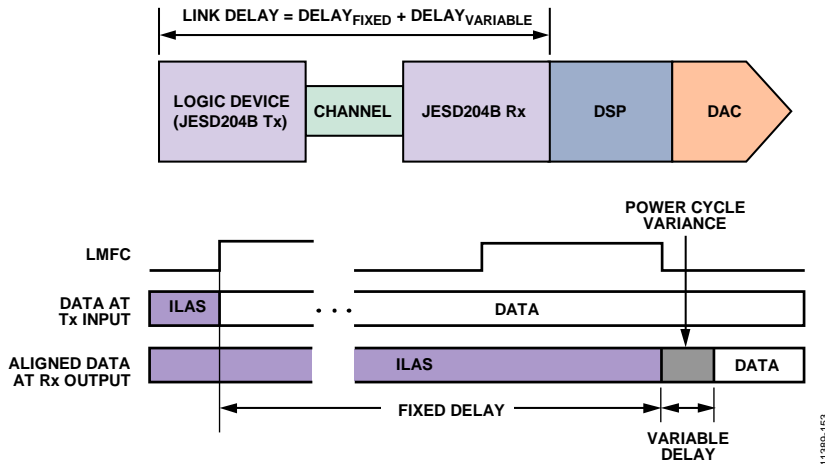 LINK DELAY = DELAYFIXED + DELAYVARIABLE
LOGIC DEVICE
(JESD204B Tx)
CHANNEL
JESD204B Rx
DSP
DAC
POWER CYCLE
VARIANCE
LMFC
DATA AT
Tx INPUT
ILAS
. . .
DATA
ALIGNED DATA
AT Rx OUTPUT
ILAS
DATA
FIXED DELAY
VARIABLE
DELAY
11389-153